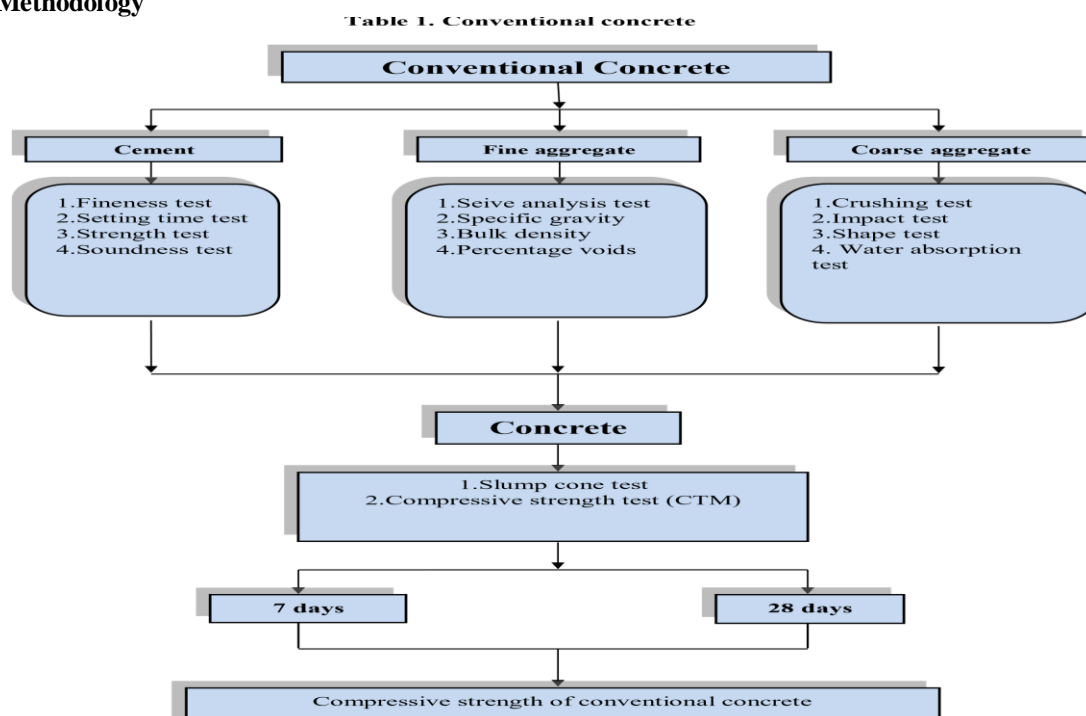 Methodology
Table 1. Conventional concrete
Conventional Concrete
Cement
Fine aggregate
Coarse aggregate
1.Fineness test
2.Setting time test
3.Strength test
4.Soundness test
1.Seive analysis test
2.Specific gravity
3.Bulk density
4.Percentage voids
1.Crushing test
2.Impact test
3.Shape test
4. Water absorption
test
Concrete
1.Slump cone test
2.Compressive strength test (CTM)
7 days
28 days
Compressive strength of conventional concrete